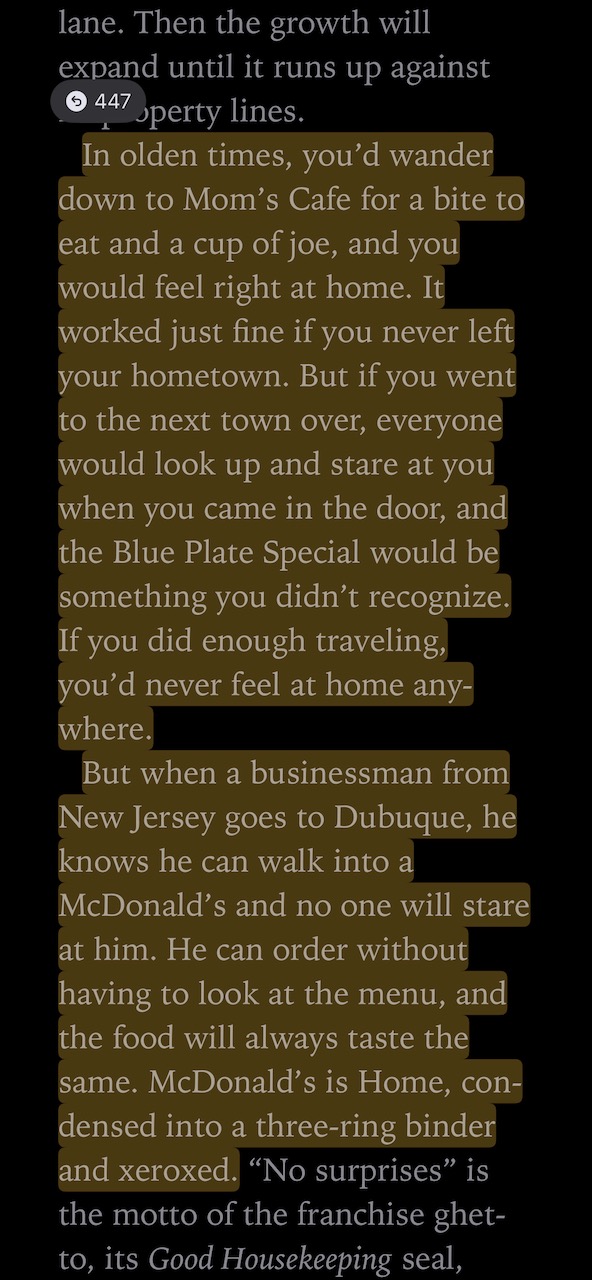 lane. Then the growth will
expand until it runs up against
447
property lines.
In olden times, you’d wander
down to Mom’s Cafe for a bite to
eat and a cup of joe, and you
would feel right at home. It
worked just fine if you never left
your hometown. But if you went
to the next town over, everyone
would look up and stare at you
when you came in the door, and
the Blue Plate Special would be
something you didn’t recognize.
If you did enough traveling,
you’d never feel at home any-
where.
But when a businessman from
New Jersey goes to Dubuque, he
knows he can walk into a
McDonald’s and no one will stare
at him. He can order without
having to look at the menu, and
the food will always taste the
same. McDonald’s is Home, con-
densed into a three-ring binder
and xeroxed. “No surprises” is
the motto of the franchise ghet-
to, its Good Housekeeping seal,